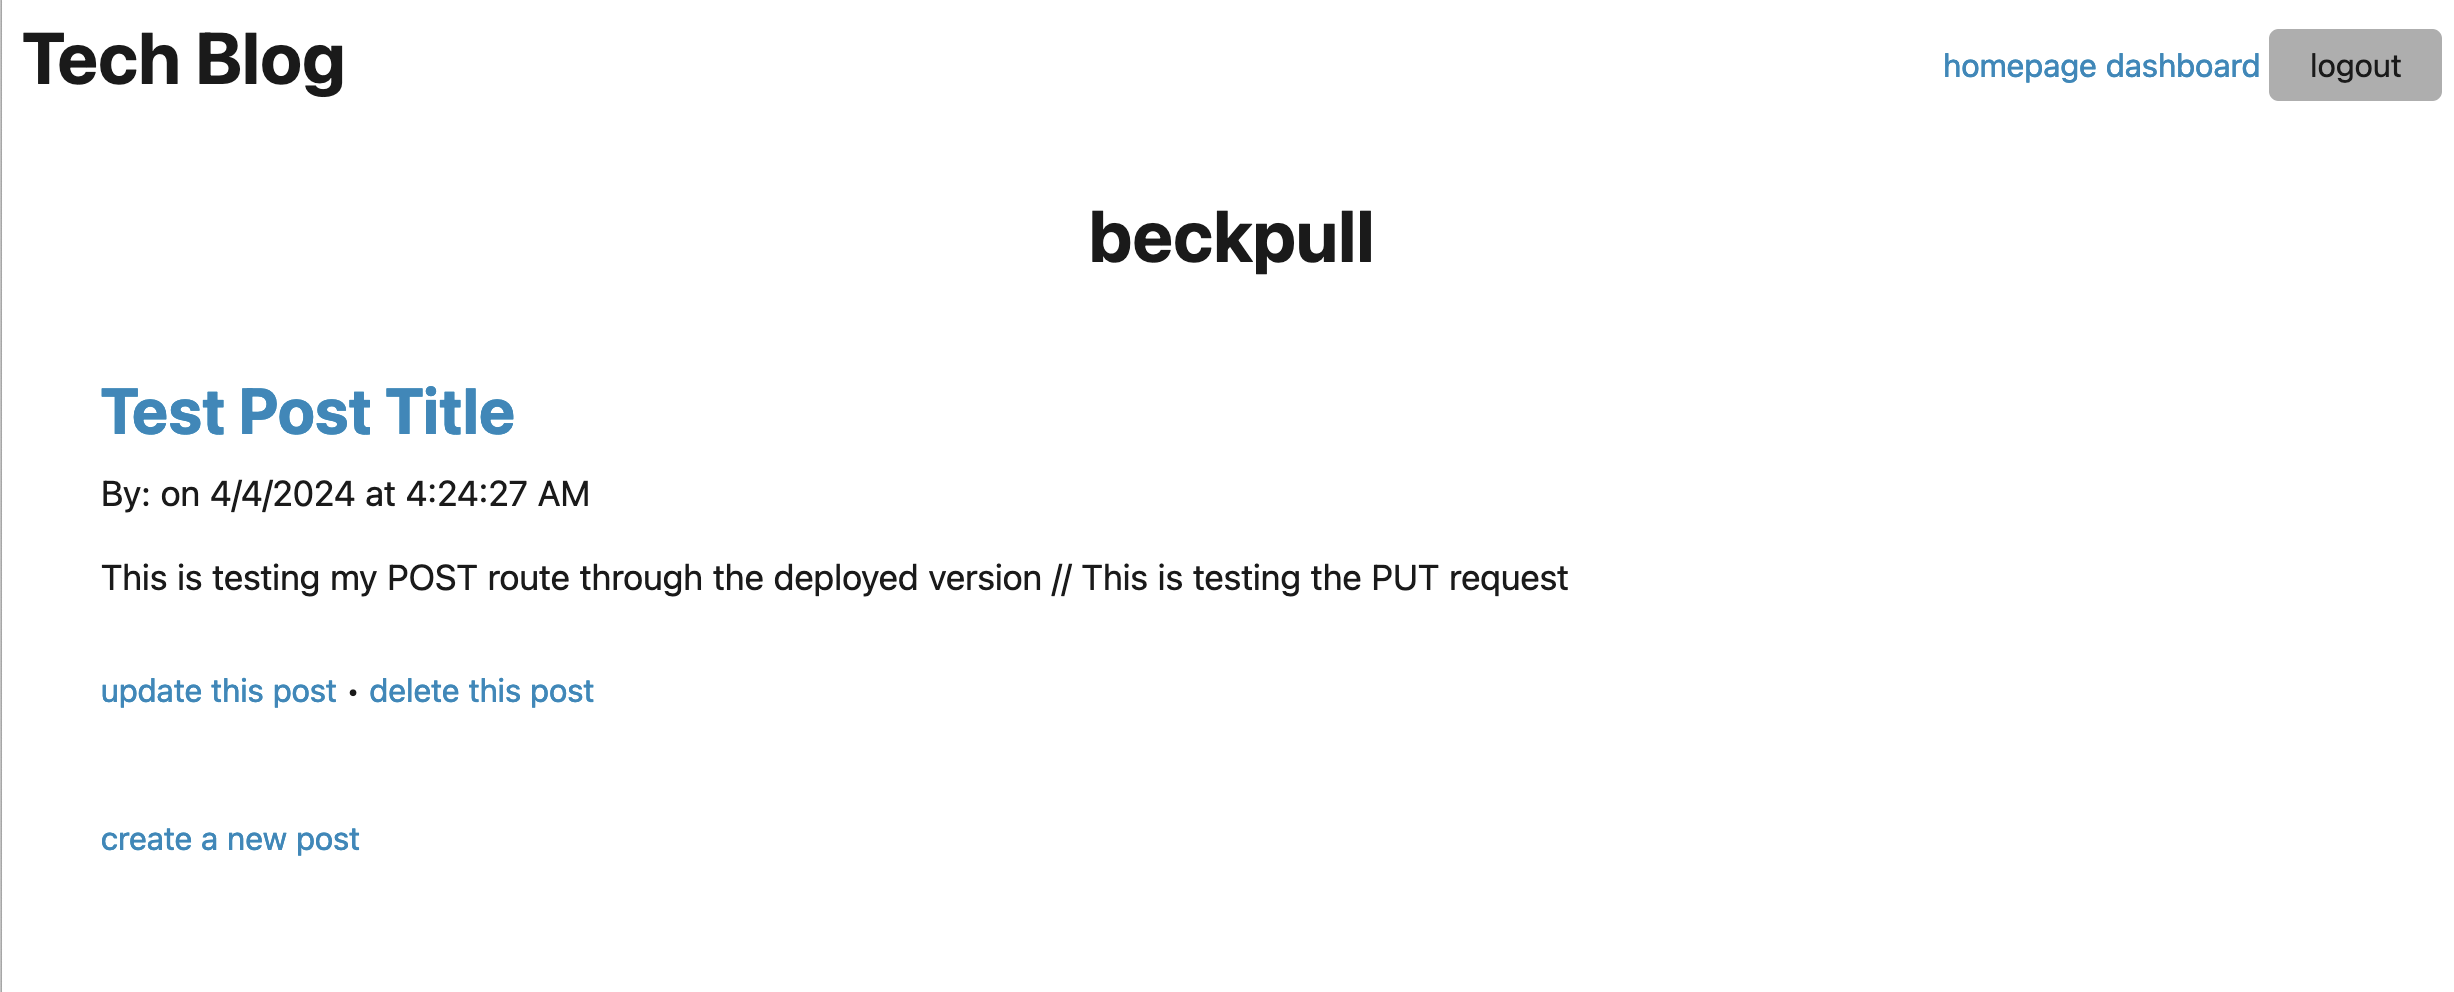 Tech Blog
homepage dashboard logout
beckpull
Test Post Title
By: on 4/4/2024 at 4:24:27 AM
This is testing my POST route through the deployed version // This is testing the PUT request
update this post • delete this post
create a new post